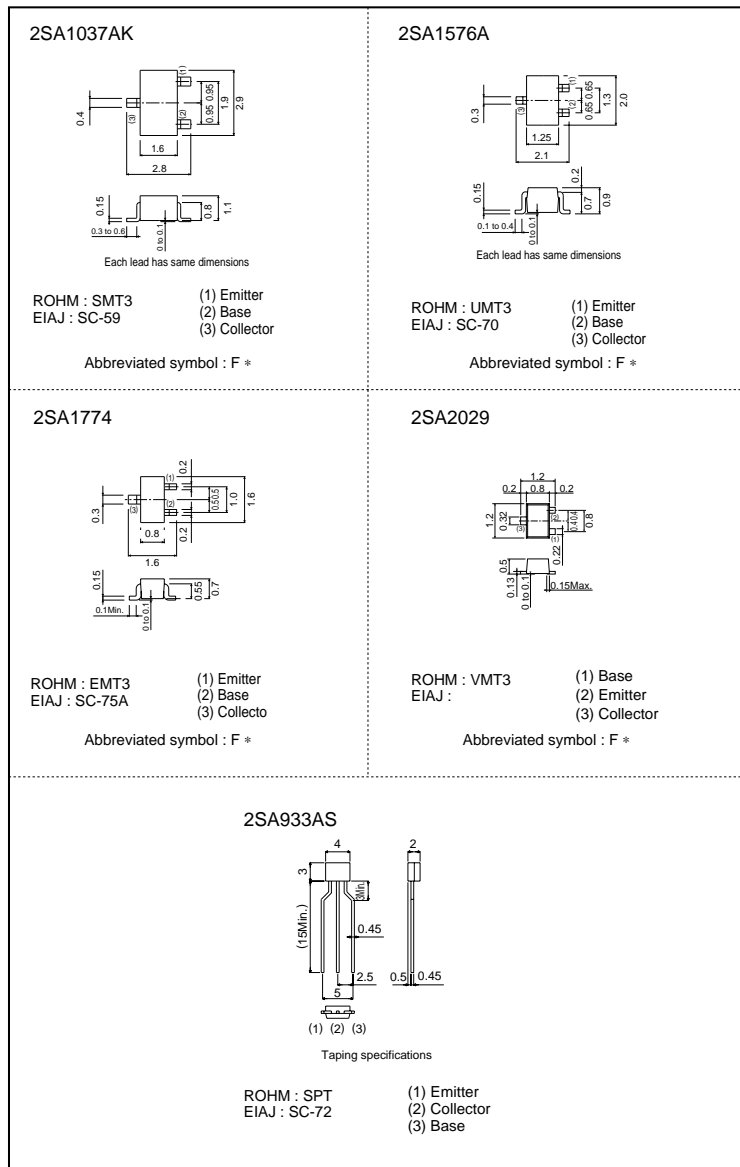 2SA1037AK
(1)
0.4
(3)
(2)
0.95
0.95
1.9
2.9
1.6
2.8
0.15
0.8
1.1
0.3 to 0.6
0 to 0.1
Each lead has same dimensions
ROHM : SMT3
EIAJ : SC-59
(1) Emitter
(2) Base
(3) Collector
Abbreviated symbol : F *
2SA1576A
(1)
0.3
(3)
(2)
0.65
0.65
1.3
2.0
1.25
2.1
0.2
0.15
0.7
0.9
0.1 to 0.4
0 to 0.1
Each lead has same dimensions
ROHM : UMT3
EIAJ : SC-70
(1) Emitter
(2) Base
(3) Collector
Abbreviated symbol : F *
2SA1774
0.2
(1)
0.3
(3)
(2)
0.5
0.5
1.0
1.6
0.8
0.2
1.6
0.15
0.55
0.7
0.1Min.
0 to 0.1
ROHM : EMT3
EIAJ : SC-75A
(1) Emitter
(2) Base
(3) Collecto
Abbreviated symbol : F *
2SA2029
1.2
0.2
0.8
0.2
1.2
0.32
(3)
(2)
(1)
0.4
0.4
0.8
0.22
0.5
0.13
0 to 0.1
0.15Max.
ROHM : VMT3
EIAJ :
(1) Base
(2) Emitter
(3) Collector
Abbreviated symbol : F *
2SA933AS
4
2
3
3Min.
(15Min.)
0.45
2.5
0.5
0.45
5
(1) (2) (3)
Taping specifications
ROHM : SPT
EIAJ : SC-72
(1) Emitter
(2) Collector
(3) Base